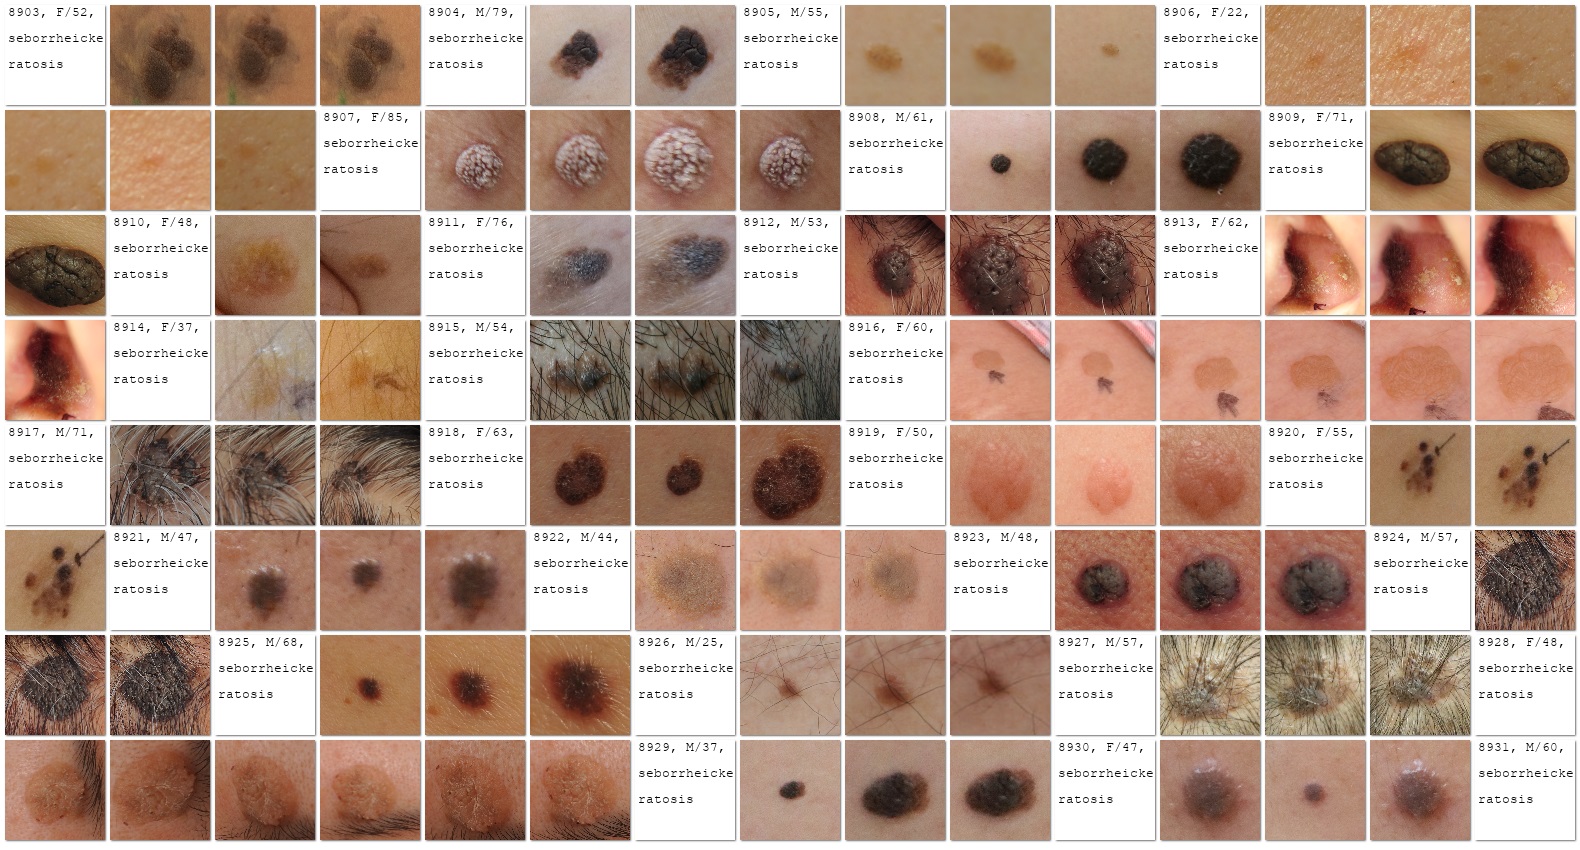 8903, F/52,
seborrheicke
ratosis
8904, M/79,
seborrheicke
ratosis
8905, M/55,
seborrheicke
ratosis
8906, F/22,
seborrheicke
ratosis
8907, F/85,
seborrheicke
ratosis
8908, M/61,
seborrheicke
ratosis
8909, F/71,
seborrheicke
ratosis
8910, F/48,
seborrheicke
ratosis
8911, F/76,
seborrheicke
ratosis
8912, M/53,
seborrheicke
ratosis
8913, F/62,
seborrheicke
ratosis
8914, F/37,
seborrheicke
ratosis
8915, M/54,
seborrheicke
ratosis
8916, F/60,
seborrheicke
ratosis
8917, M/71,
seborrheicke
ratosis
8918, F/63,
seborrheicke
ratosis
8919, F/50,
seborrheicke
ratosis
8920, F/55,
seborrheicke
ratosis
8921, M/47,
seborrheicke
ratosis
8922, M/44,
seborrheicke
ratosis
8923, M/48,
seborrheicke
ratosis
8924, M/57,
seborrheicke
ratosis
8925, M/68,
seborrheicke
ratosis
8926, M/25,
seborrheicke
ratosis
8927, M/57,
seborrheicke
ratosis
8928, F/48,
seborrheicke
ratosis
8929, M/37,
seborrheicke
ratosis
8930, F/47,
seborrheicke
ratosis
8931, M/60,
seborrheicke
ratosis